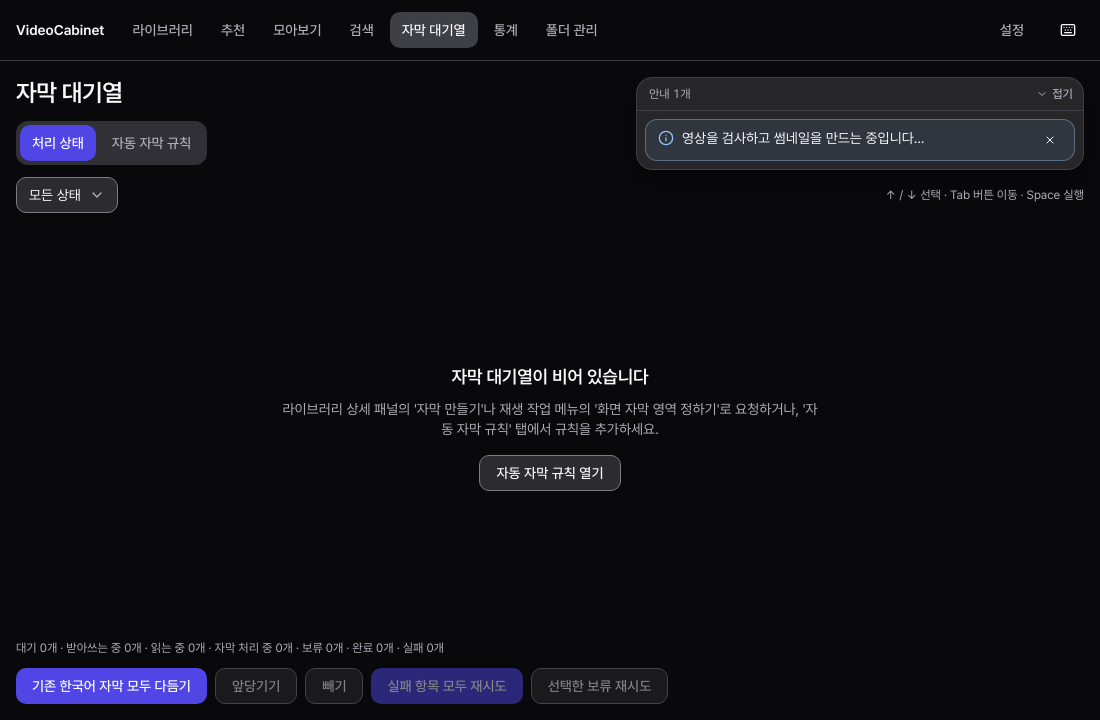 VideoCabinet 라이브러리 추천 모아보기 검색 자막 대기열 통계 폴더 관리 설정
자막 대기열
안내 1개 접기
영상을 검사하고 썸네일을 만드는 중입니다...
처리 상태 자동 자막 규칙
모든 상태
↑ / ↓ 선택 · Tab 버튼 이동 · Space 실행
자막 대기열이 비어 있습니다
라이브러리 상세 패널의 '자막 만들기'나 재생 작업 메뉴의 '화면 자막 영역 정하기'로 요청하거나, '자
동 자막 규칙' 탭에서 규칙을 추가하세요.
자동 자막 규칙 열기
대기 0개 · 받아쓰는 중 0개 · 읽는 중 0개 · 자막 처리 중 0개 · 보류 0개 · 완료 0개 · 실패 0개
기존 한국어 자막 모두 다듬기 앞당기기 빼기 실패 항목 모두 재시도 선택한 보류 재시도